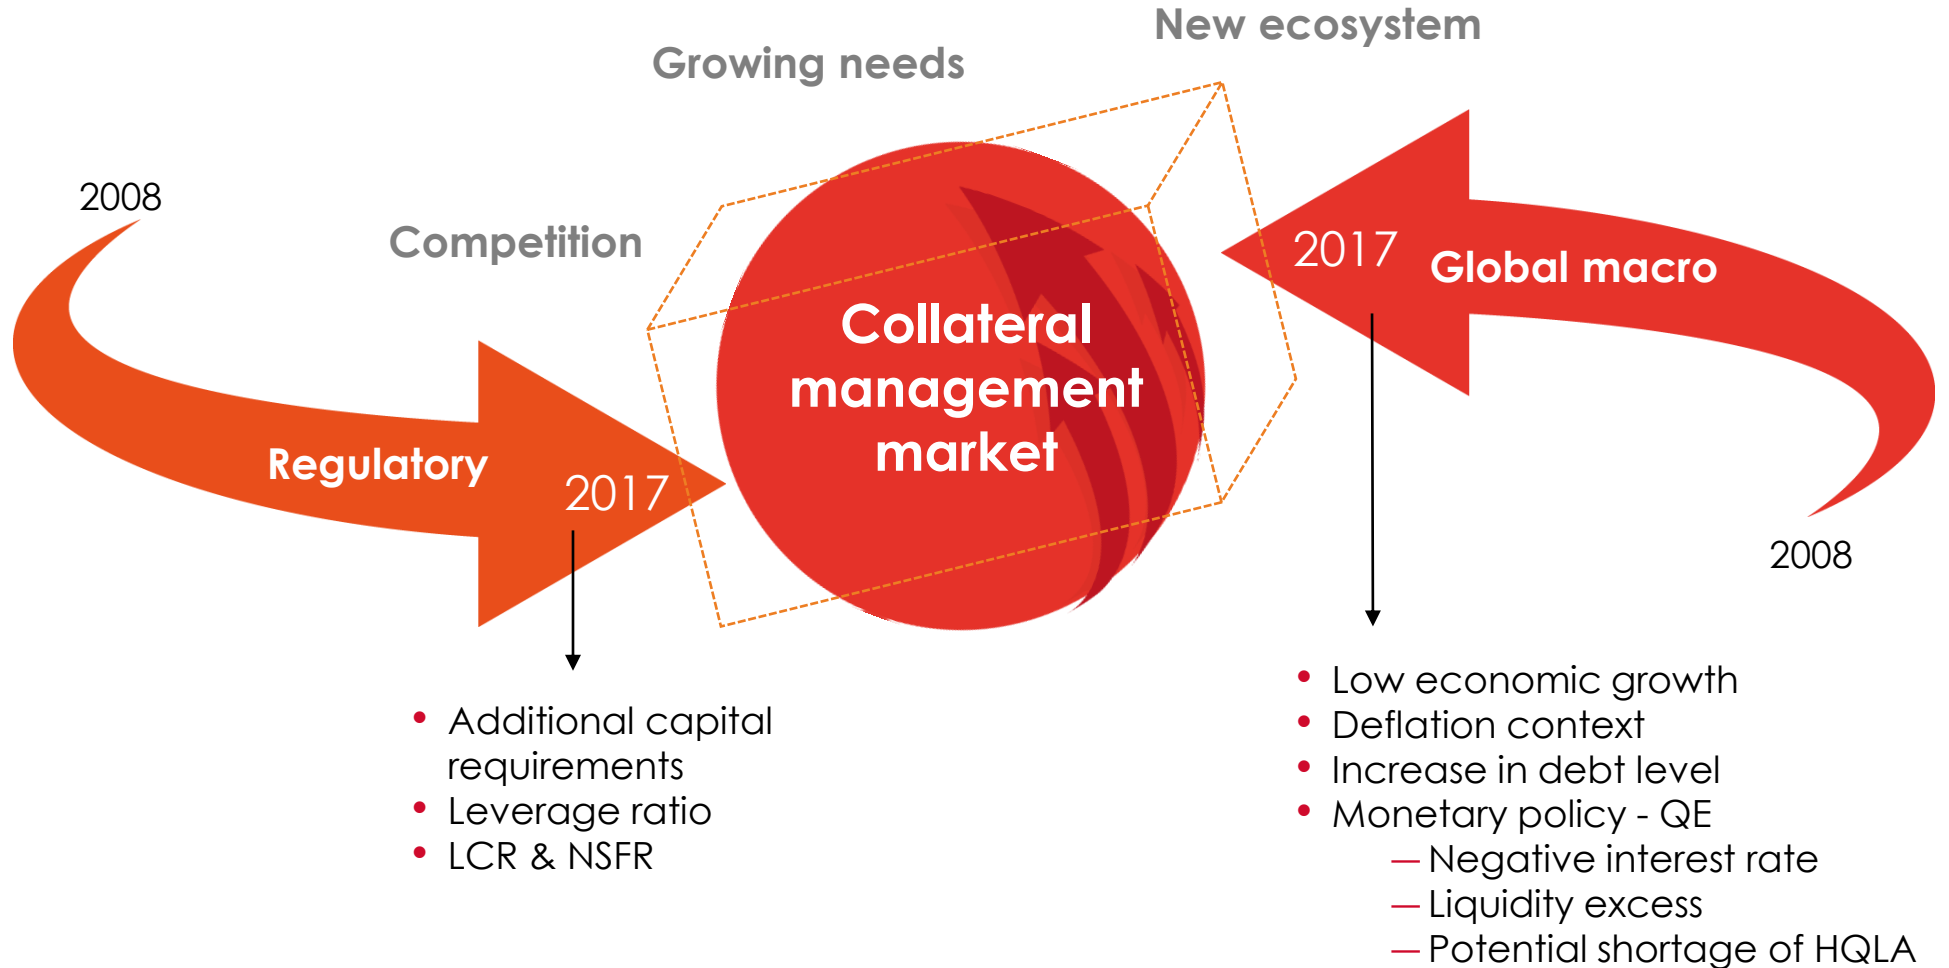 New ecosystem
Growing needs
2008
Competition
Collateral
management
market
2017
Global macro
Regulatory
2017
2008
• Additional capital
requirements
• Leverage ratio
• LCR & NSFR
• Low economic growth
• Deflation context
• Increase in debt level
• Monetary policy - QE
— Negative interest rate
— Liquidity excess
— Potential shortage of HQLA